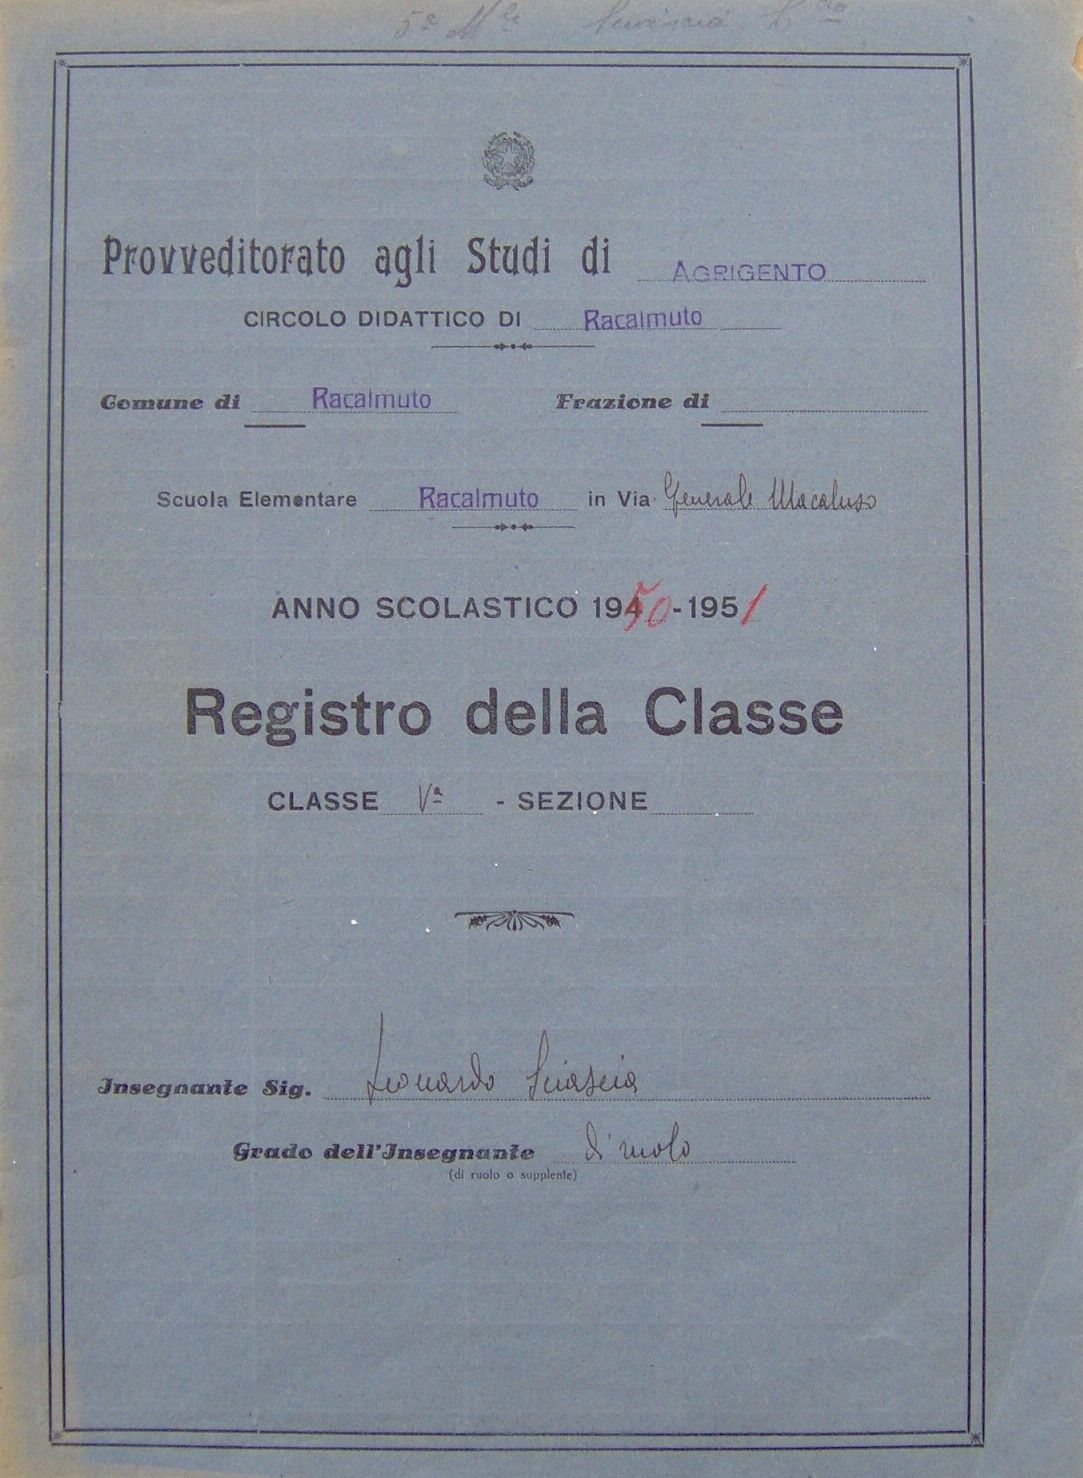 5ª Mle Sciascia L.do
Provveditorato agli Studi di AGRIGENTO
CIRCOLO DIDATTICO DI Racalmuto
Comune di Racalmuto Frazione di
Scuola Elementare Racalmuto in Via Generale Macaluso
ANNO SCOLASTICO 1950-1951
Registro della Classe
CLASSE Vª - SEZIONE
Insegnante Sig. Leonardo Sciascia
Grado dell'Insegnante di ruolo
(di ruolo o supplente)